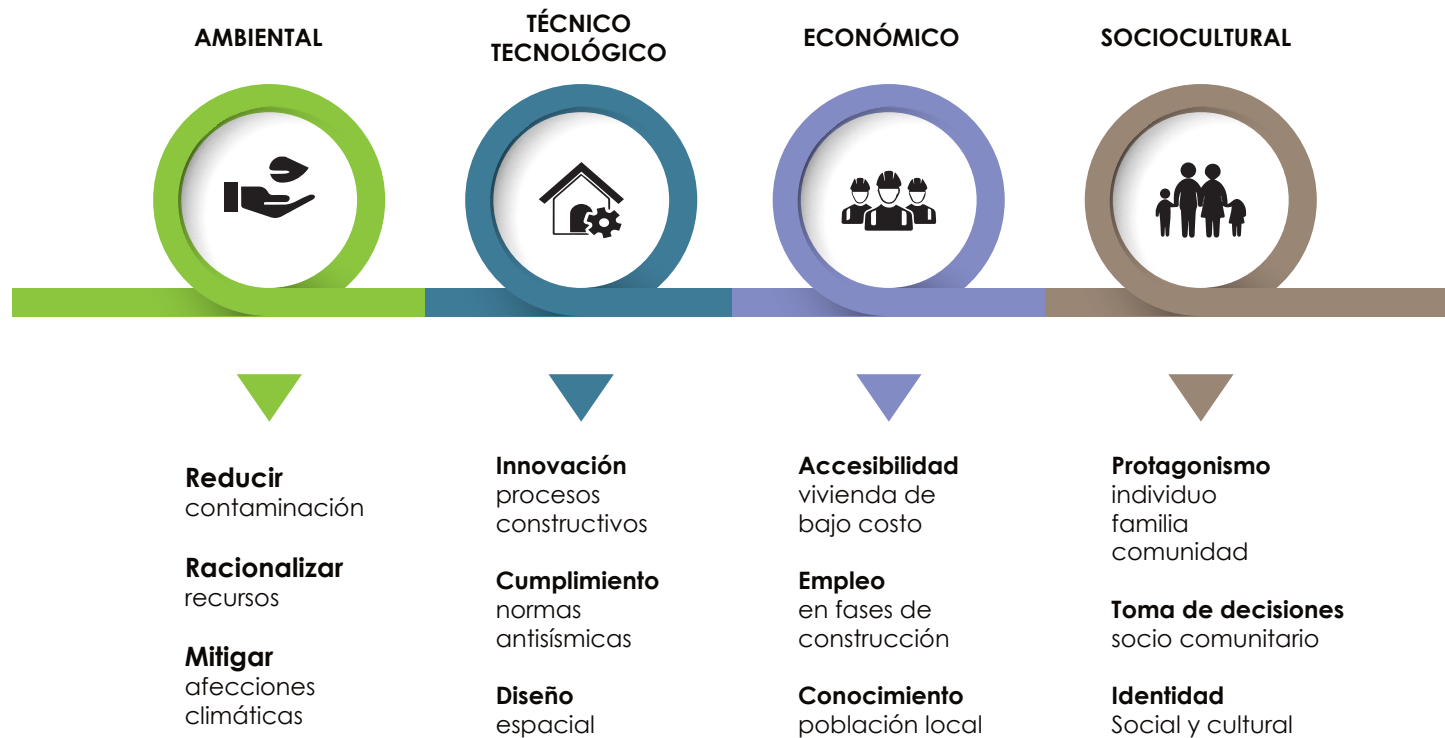 AMBIENTAL
Reducir
contaminación
Racionalizar
recursos
Mitigar
afecciones
climáticas
TÉCNICO
TECNOLÓGICO
Innovación
procesos
constructivos
Cumplimiento
normas
antisísmicas
Diseño
espacial
ECONÓMICO
Accesibilidad
vivienda de
bajo costo
Empleo
en fases de
construcción
Conocimiento
población local
SOCIOCULTURAL
Protagonismo
individuo
familia
comunidad
Toma de decisiones
socio comunitario
Identidad
Social y cultural